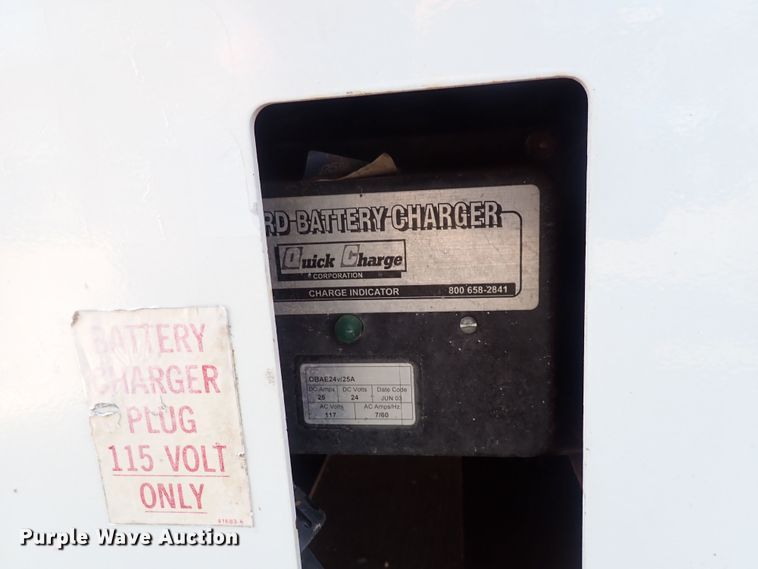 RD BATTERY CHARGER
Quick Charge
CORPORATION
CHARGE INDICATOR 800 658-2841
OBAE24v/25A
DC Amps DC Volts Date Code
25 24 JUN 03
AC Volts AC Amps/Hz
117 7/60
BATTERY
CHARGER
PLUG
115 VOLT
ONLY
Purple Wave Auction